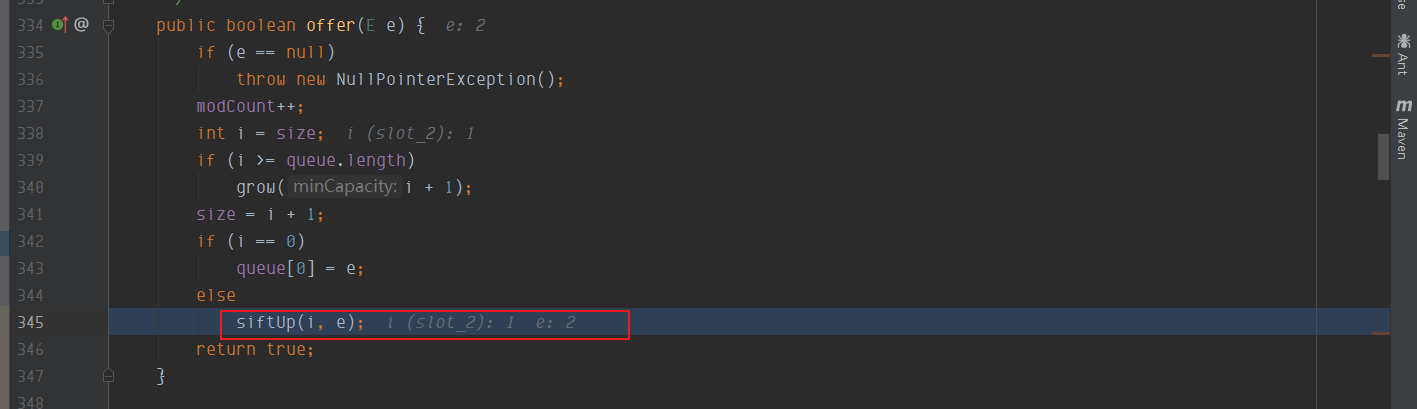 333 */
334 @ public boolean offer(E e) { e: 2
335 if (e == null)
336 throw new NullPointerException();
337 modCount++;
338 int i = size; i (slot_2): 1
339 if (i >= queue.length)
340 grow( minCapacity: i + 1);
341 size = i + 1;
342 if (i == 0)
343 queue[0] = e;
344 else
345 siftUp(i, e); i (slot_2): 1 e: 2
346 return true;
347 }
348
Ant
Maven